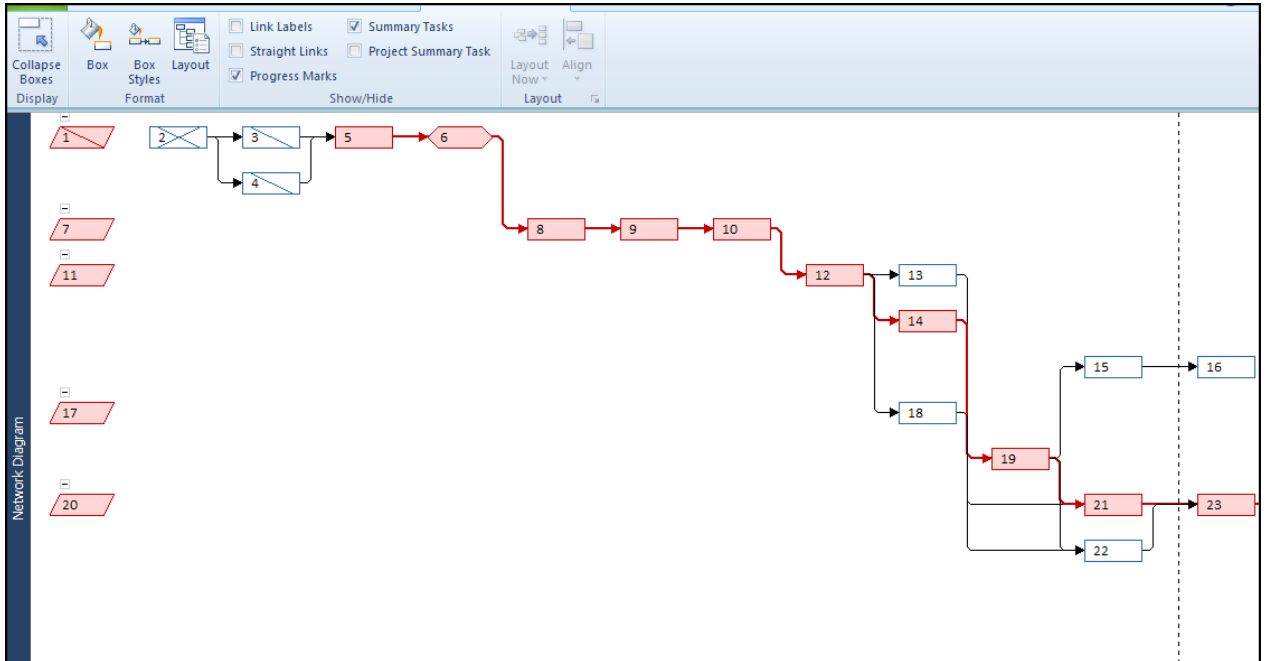 Link Labels
Summary Tasks
Straight Links
Project Summary Task
Progress Marks
Collapse
Boxes
Box
Box
Styles
Layout
Layout
Now
Align
Display
Format
Show/Hide
Layout
1
2
3
5
6
4
7
8
9
10
11
12
13
14
15
16
17
18
19
20
21
23
22
Network Diagram